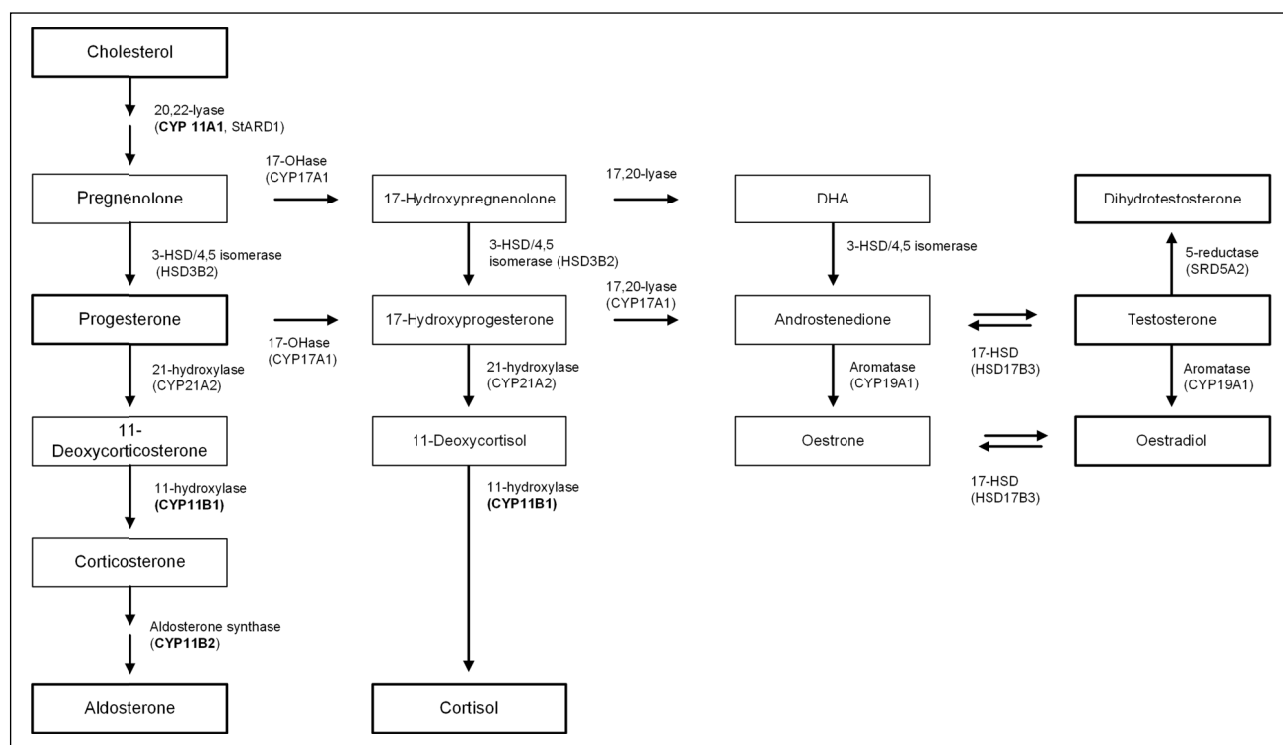 Cholesterol
20,22-lyase
(CYP 11A1, StARD1)
17-OHase
(CYP17A1
17,20-lyase
Pregnenolone
17-Hydroxypregnenolone
DHA
Dihydrotestosterone
3-HSD/4,5 isomerase
(HSD3B2)
3-HSD/4,5
isomerase (HSD3B2)
3-HSD/4,5 isomerase
5-reductase
(SRD5A2)
17,20-lyase
(CYP17A1)
Progesterone
17-Hydroxyprogesterone
Androstenedione
Testosterone
17-OHase
(CYP17A1)
17-HSD
(HSD17B3)
21-hydroxylase
(CYP21A2)
21-hydroxylase
(CYP21A2)
Aromatase
(CYP19A1)
Aromatase
(CYP19A1)
11-
Deoxycorticosterone
11-Deoxycortisol
Oestrone
Oestradiol
17-HSD
(HSD17B3)
11-hydroxylase
(CYP11B1)
11-hydroxylase
(CYP11B1)
Corticosterone
Aldosterone synthase
(CYP11B2)
Aldosterone
Cortisol